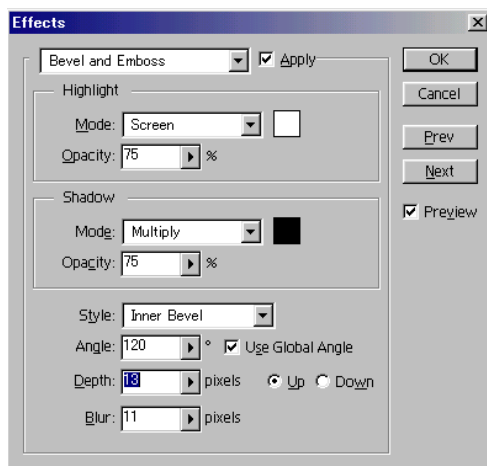 Effects
Bevel and Emboss
Apply
OK
Cancel
Prev
Next
Preview
Highlight
Mode: Screen
Opacity: 75 %
Shadow
Mode: Multiply
Opacity: 75 %
Style: Inner Bevel
Angle: 120 ° Use Global Angle
Depth: 13 pixels Up Down
Blur: 11 pixels